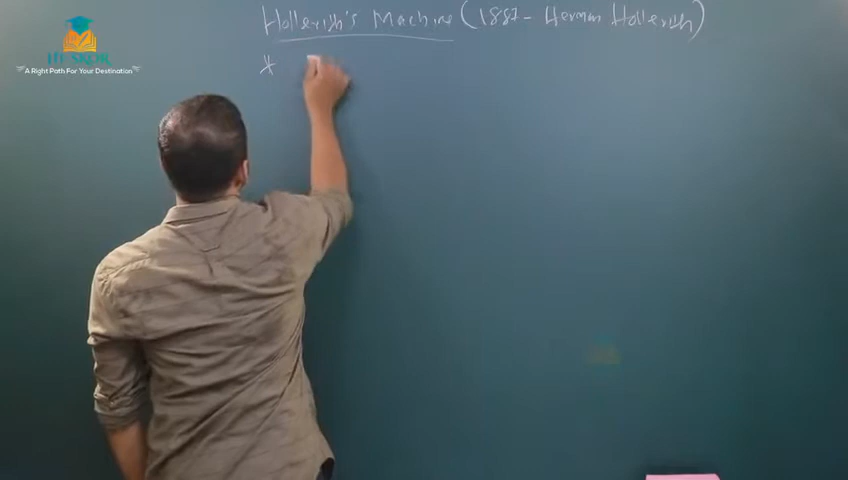 Hollerith's Machine (1887 - Herman Hollerith)
*
A Right Path For Your Destination